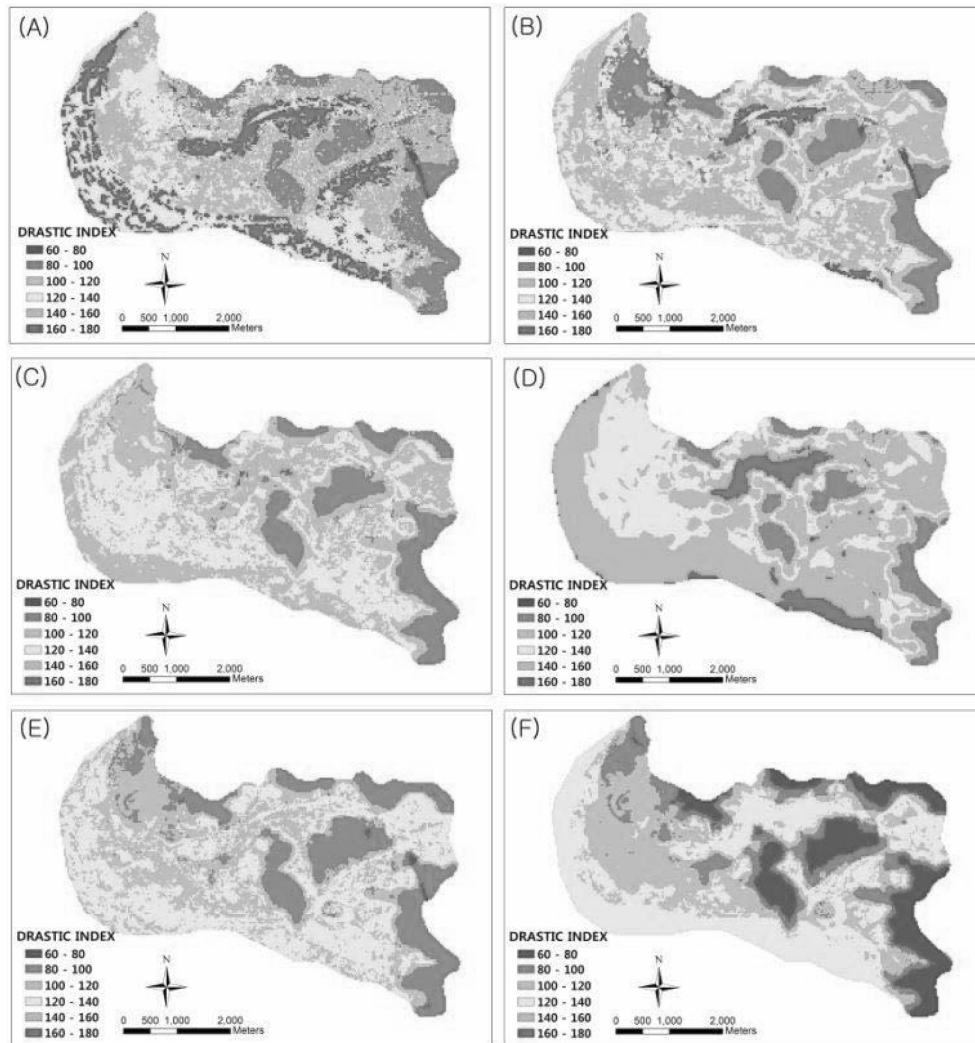 (A)
N
DRASTIC INDEX
60 - 80
80 - 100
100 - 120
120 - 140
140 - 160
160 - 180
0 500 1,000 2,000
Meters
(B)
N
DRASTIC INDEX
60 - 80
80 - 100
100 - 120
120 - 140
140 - 160
160 - 180
0 500 1,000 2,000
Meters
(C)
N
DRASTIC INDEX
60 - 80
80 - 100
100 - 120
120 - 140
140 - 160
160 - 180
0 500 1,000 2,000
Meters
(D)
N
DRASTIC INDEX
60 - 80
80 - 100
100 - 120
120 - 140
140 - 160
160 - 180
0 500 1,000 2,000
Meters
(E)
N
DRASTIC INDEX
60 - 80
80 - 100
100 - 120
120 - 140
140 - 160
160 - 180
0 500 1,000 2,000
Meters
(F)
N
DRASTIC INDEX
60 - 80
80 - 100
100 - 120
120 - 140
140 - 160
160 - 180
0 500 1,000 2,000
Meters